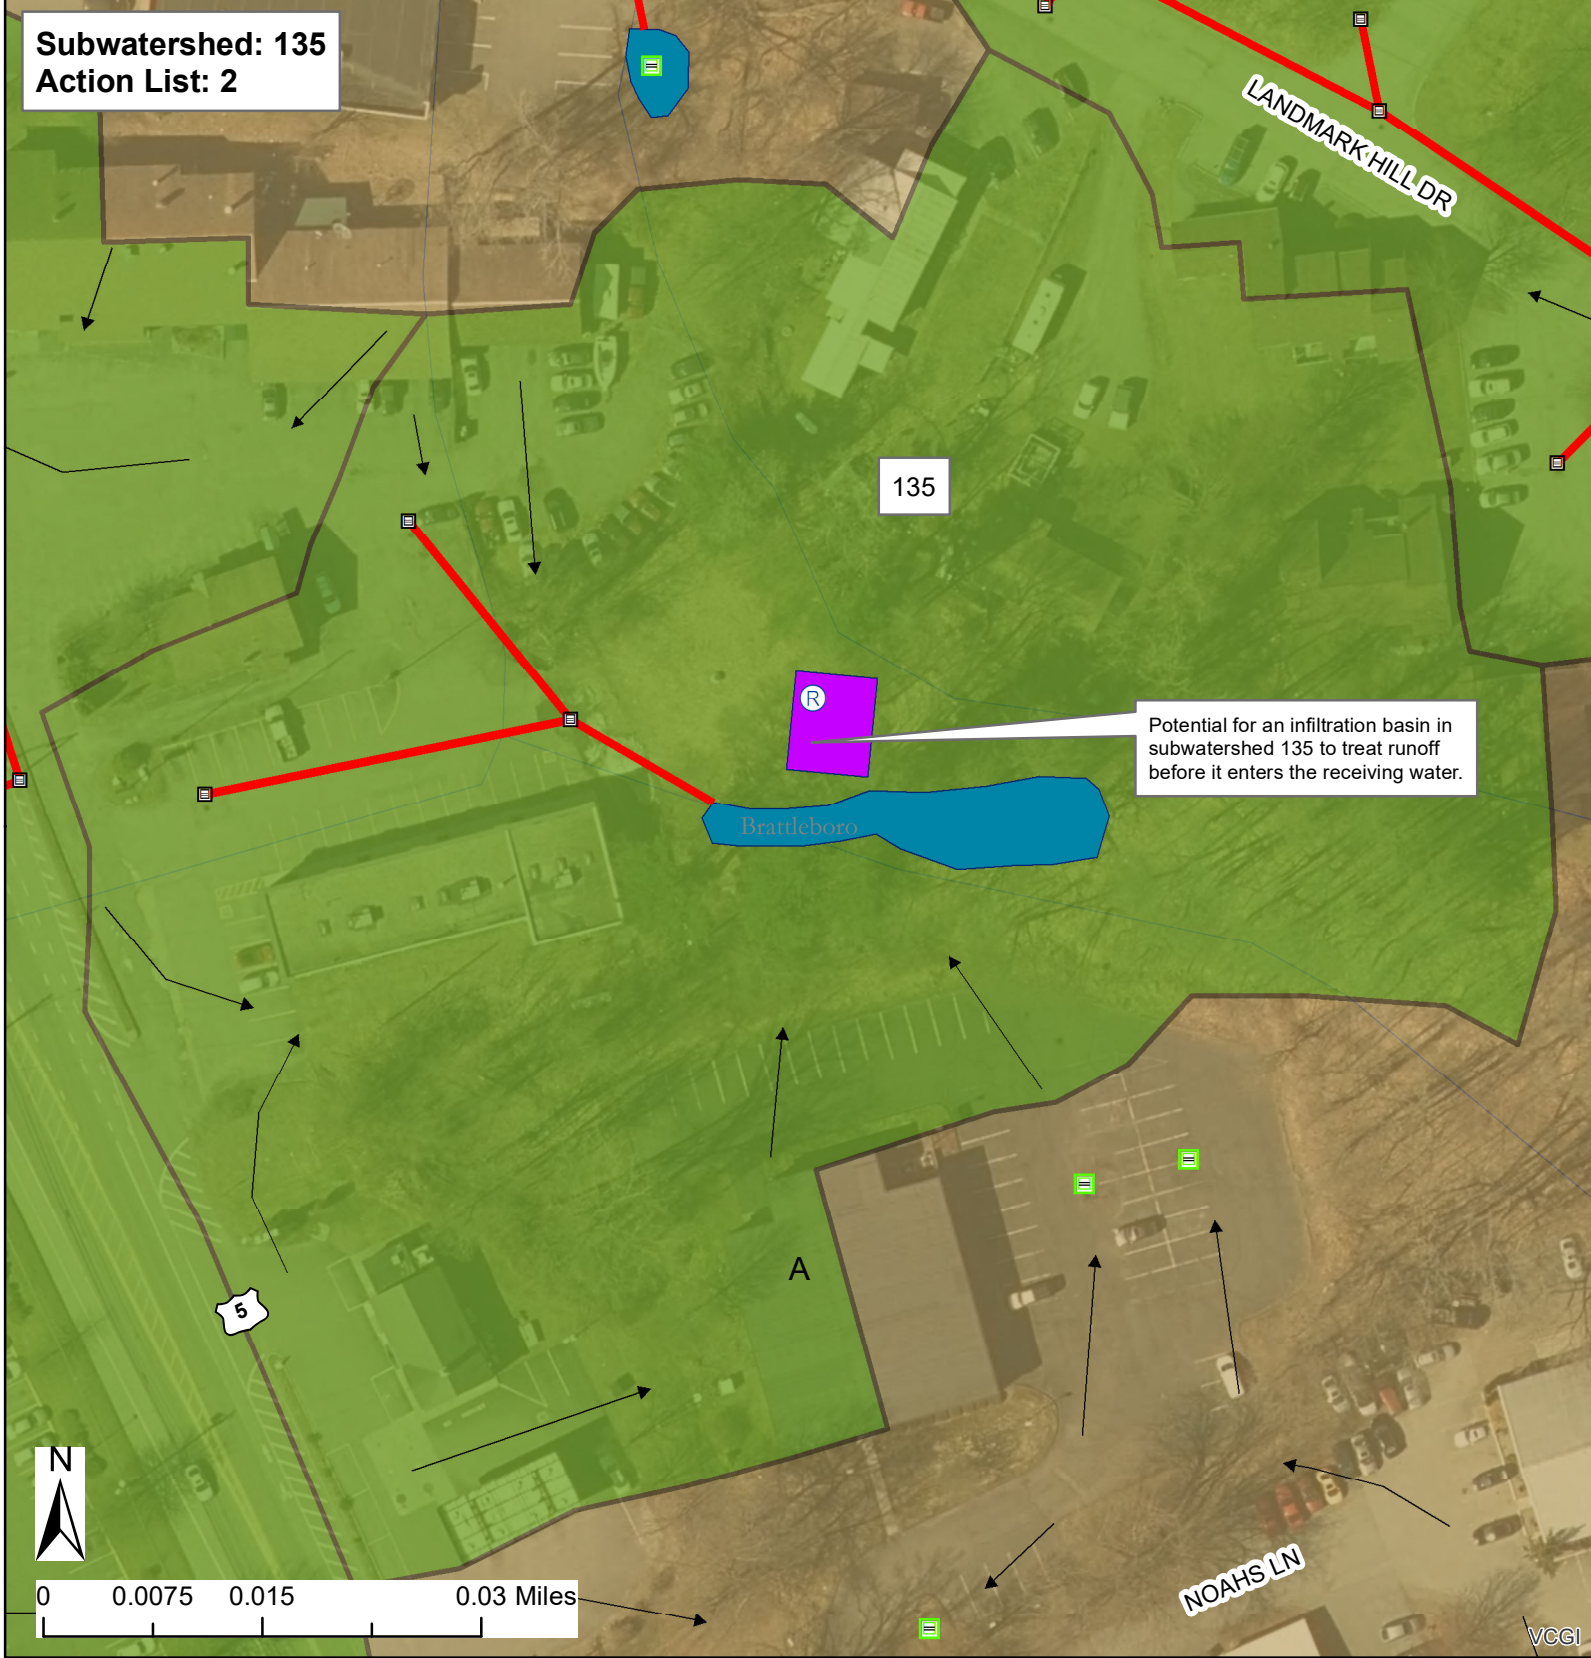 Subwatershed: 135
Action List: 2
LANDMARK HILL DR
135
R
Potential for an infiltration basin in
subwatershed 135 to treat runoff
before it enters the receiving water.
Brattleboro
A
5
N
0 0.0075 0.015 0.03 Miles
NOAHS LN
VCGI